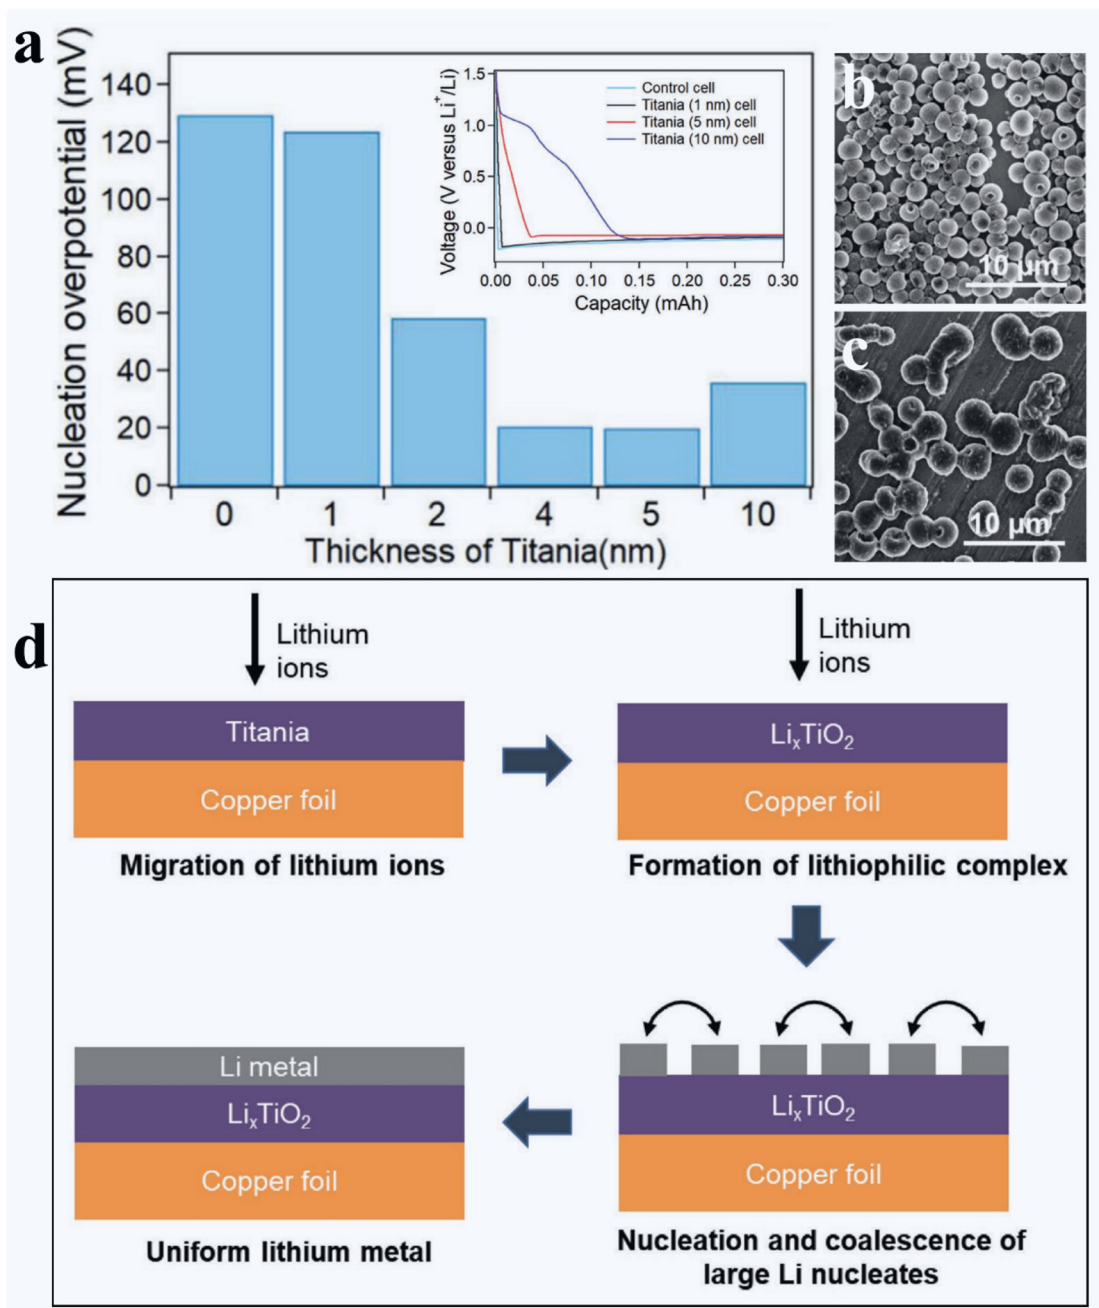 a
Nucleation overpotential (mV)
140
120
100
80
60
40
20
0
0 1 2 4 5 10
Thickness of Titania(nm)
Voltage (V versus Li⁺/Li)
1.5
1.0
0.5
0.0
Control cell
Titania (1 nm) cell
Titania (5 nm) cell
Titania (10 nm) cell
0.00 0.05 0.10 0.15 0.20 0.25 0.30
Capacity (mAh)
b
10 μm
c
10 μm
d
Lithium
ions
Titania
Copper foil
Migration of lithium ions
Lithium
ions
LiₓTiO₂
Copper foil
Formation of lithiophilic complex
LiₓTiO₂
Copper foil
Nucleation and coalescence of
large Li nucleates
Li metal
LiₓTiO₂
Copper foil
Uniform lithium metal